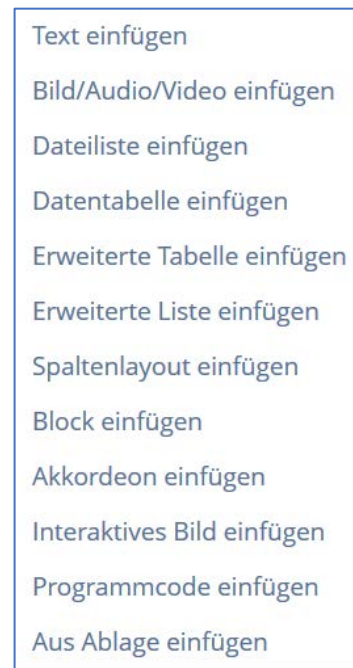 Text einfügen
Bild/Audio/Video einfügen
Dateiliste einfügen
Datentabelle einfügen
Erweiterte Tabelle einfügen
Erweiterte Liste einfügen
Spaltenlayout einfügen
Block einfügen
Akkordeon einfügen
Interaktives Bild einfügen
Programmcode einfügen
Aus Ablage einfügen